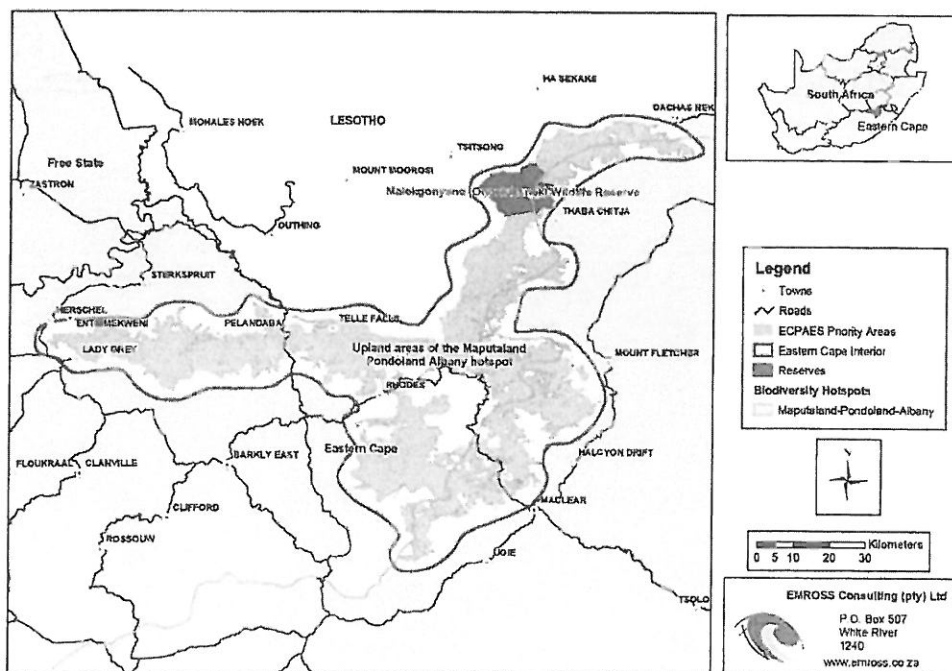 HA SEKAKE
QACHAS NEK
MOHALES HOEK
LESOTHO
TSITSONG
Free State
MOUNT MOOROSI
ZASTRON
Wildlife Reserve
THABA CHITJA
QUTHING
STERKSPRUIT
HERSCHEL
PELANDABA
TELLE FALLS
LADY GREY
Upland areas of the Maputaland
Pondoland Albany hotspot
MOUNT FLETCHER
RHODES
Eastern Cape
BARKLY EAST
HALCYON DRIFT
FLOUKRAAL
CLANVILLE
CLIFFORD
MACLEAR
ROSSOUW
UGIE
TSOLO
South Africa
Eastern Cape
Legend
Towns
Roads
ECPAES Priority Areas
Eastern Cape Interior
Reserves
Biodiversity Hotspots
Maputaland-Pondoland-Albany
Kilometers
0 5 10 20 30
EMROSS Consulting (pty) Ltd
P.O. Box 507
White River
1240
www.emross.co.za